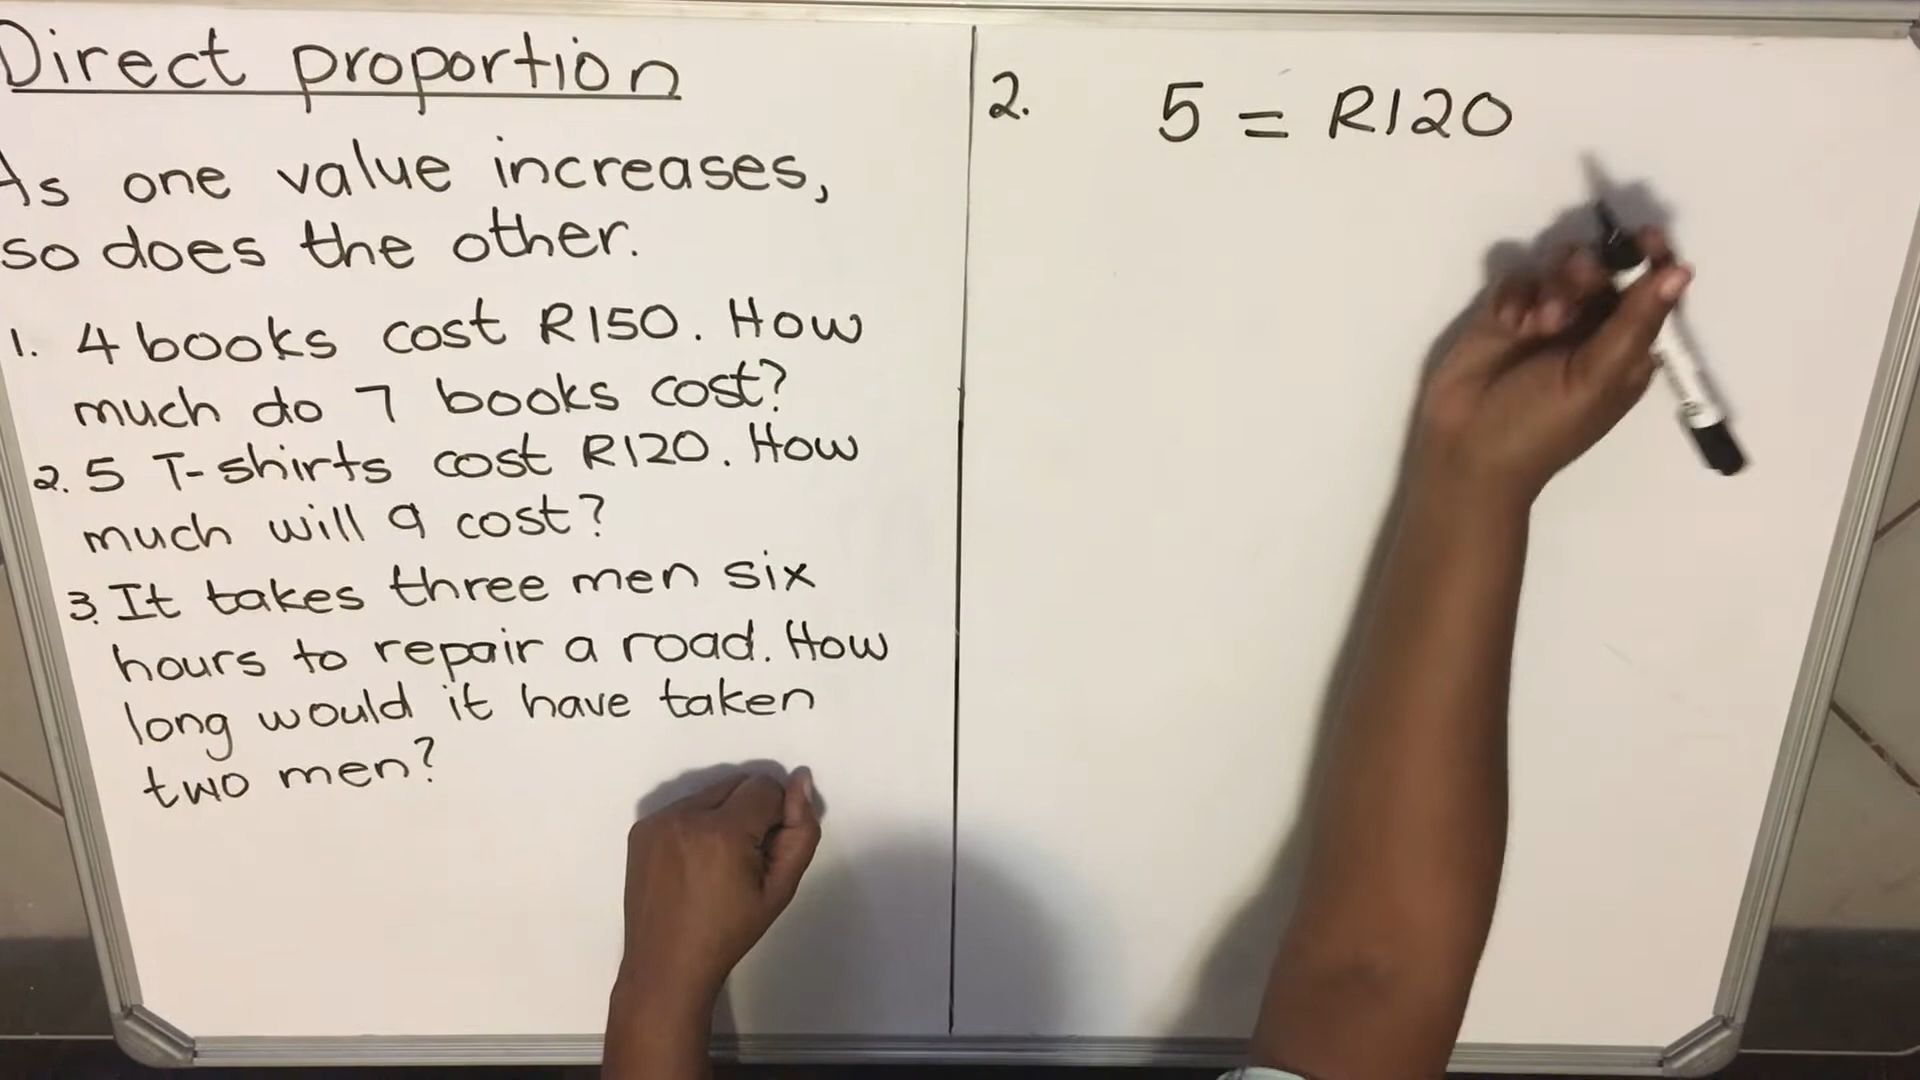 Direct proportion
As one value increases,
so does the other.
1. 4 books cost R150. How
much do 7 books cost?
2. 5 T-shirts cost R120. How
much will 9 cost?
3. It takes three men six
hours to repair a road. How
long would it have taken
two men?
2. 5 = R120